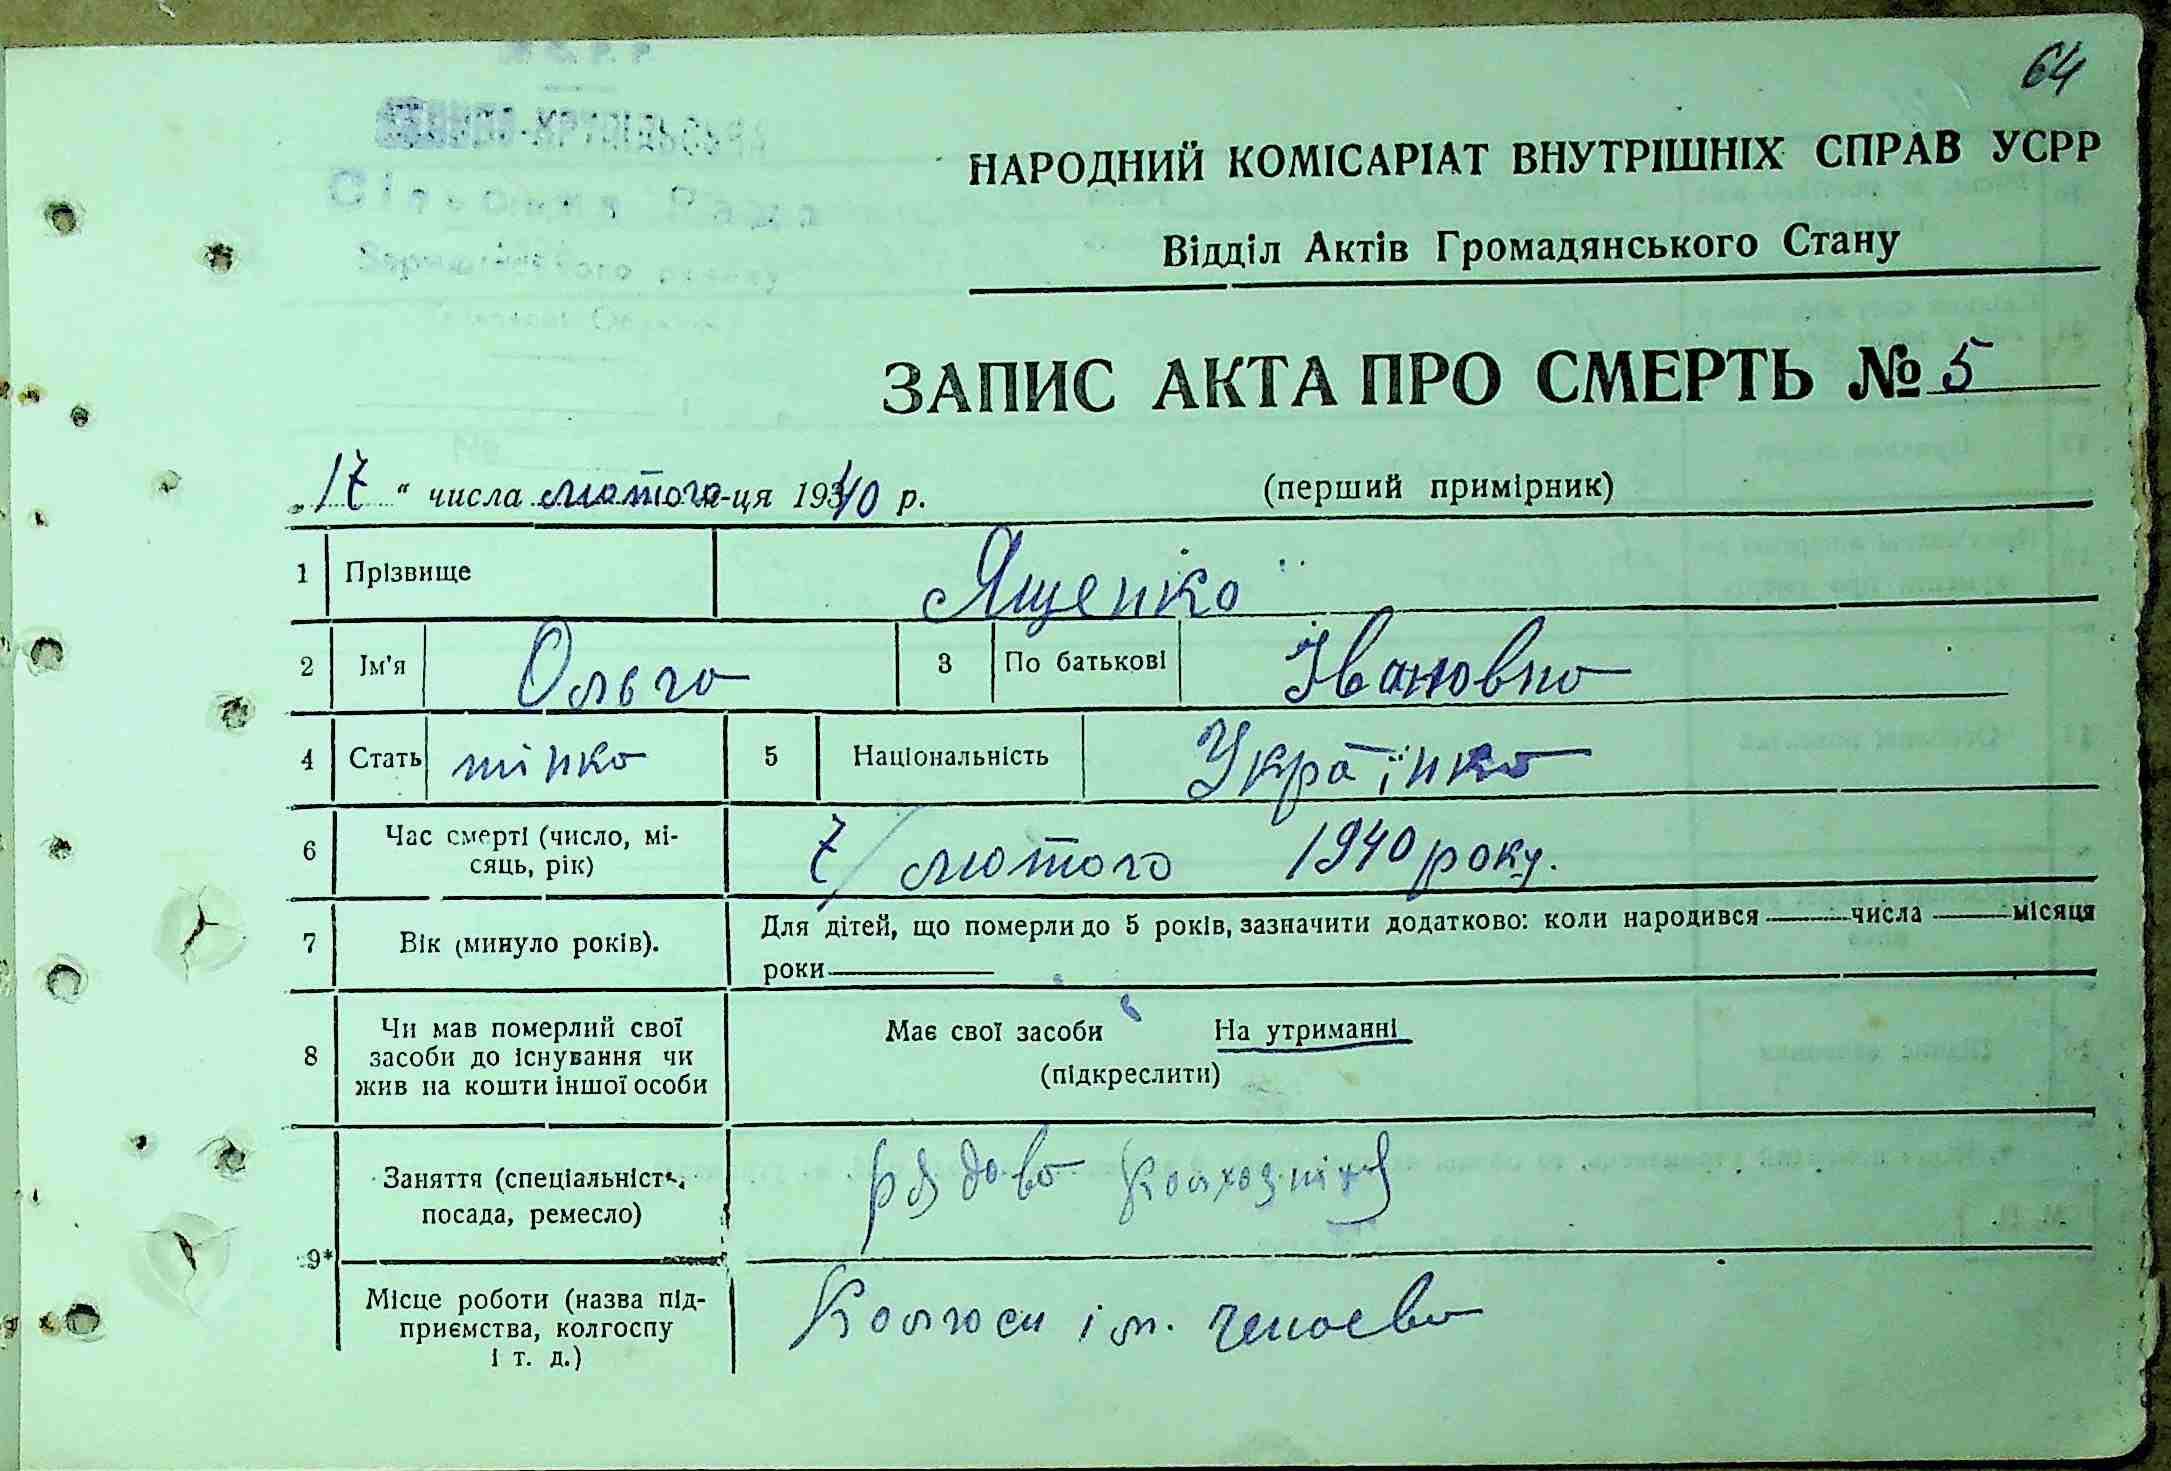 64
Сільська Рада
НАРОДНИЙ КОМІСАРІАТ ВНУТРІШНІХ СПРАВ УСРР
Відділ Актів Громадянського Стану
ЗАПИС АКТА ПРО СМЕРТЬ № 5
„17“ числа лютого-ця 1940 р. (перший примірник)
1 Прізвище Ященко
2 Ім'я Ольга 3 По батькові Івановна
4 Стать жінка 5 Національність Українка
6 Час смерті (число, мі-
сяць, рік) 7/ лютого 1940 року.
7 Вік (минуло років). Для дітей, що померли до 5 років, зазначити додатково: коли народився числа місяця
роки
8 Чи мав померлий свої
засоби до існування чи
жив на кошти іншої особи
Має свої засоби На утриманні
(підкреслити)
9* Заняття (спеціальність,
посада, ремесло) рядова
Місце роботи (назва під-
приємства, колгоспу
і т. д.) Колгосп ім.